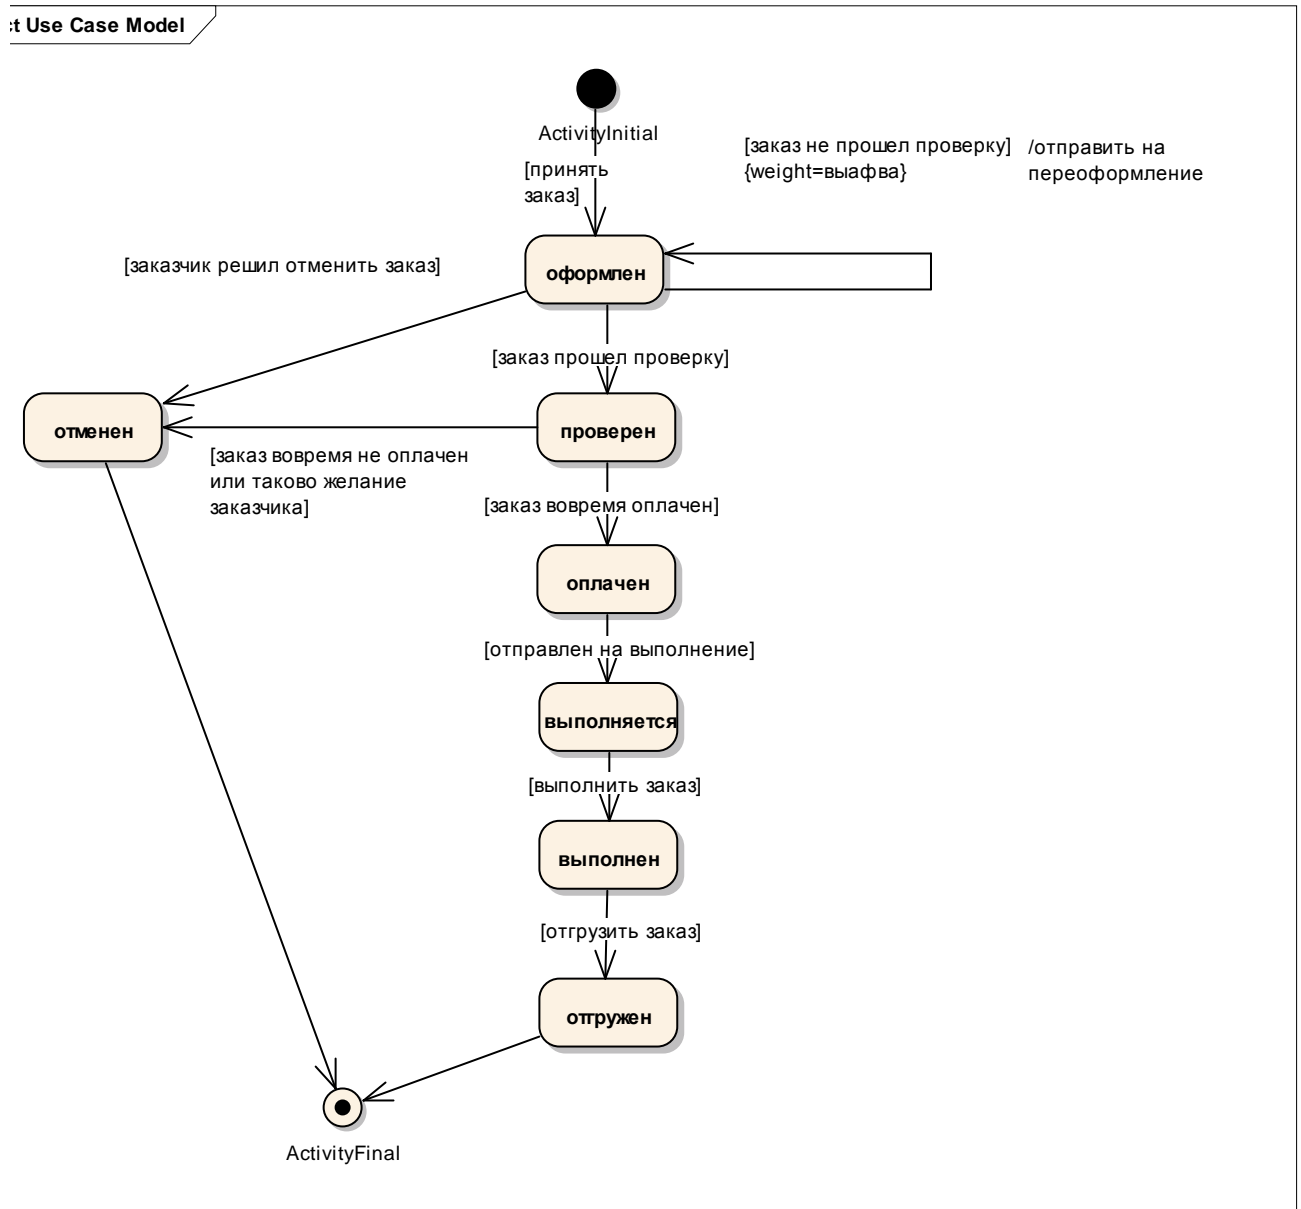 ct Use Case Model
ActivityInitial
[принять
заказ]
[заказ не прошел проверку]
{weight=выафва}
/отправить на
переоформление
[заказчик решил отменить заказ]
оформлен
[заказ прошел проверку]
отменен
проверен
[заказ вовремя не оплачен
или таково желание
заказчика]
[заказ вовремя оплачен]
оплачен
[отправлен на выполнение]
выполняется
[выполнить заказ]
выполнен
[отгрузить заказ]
отгружен
ActivityFinal